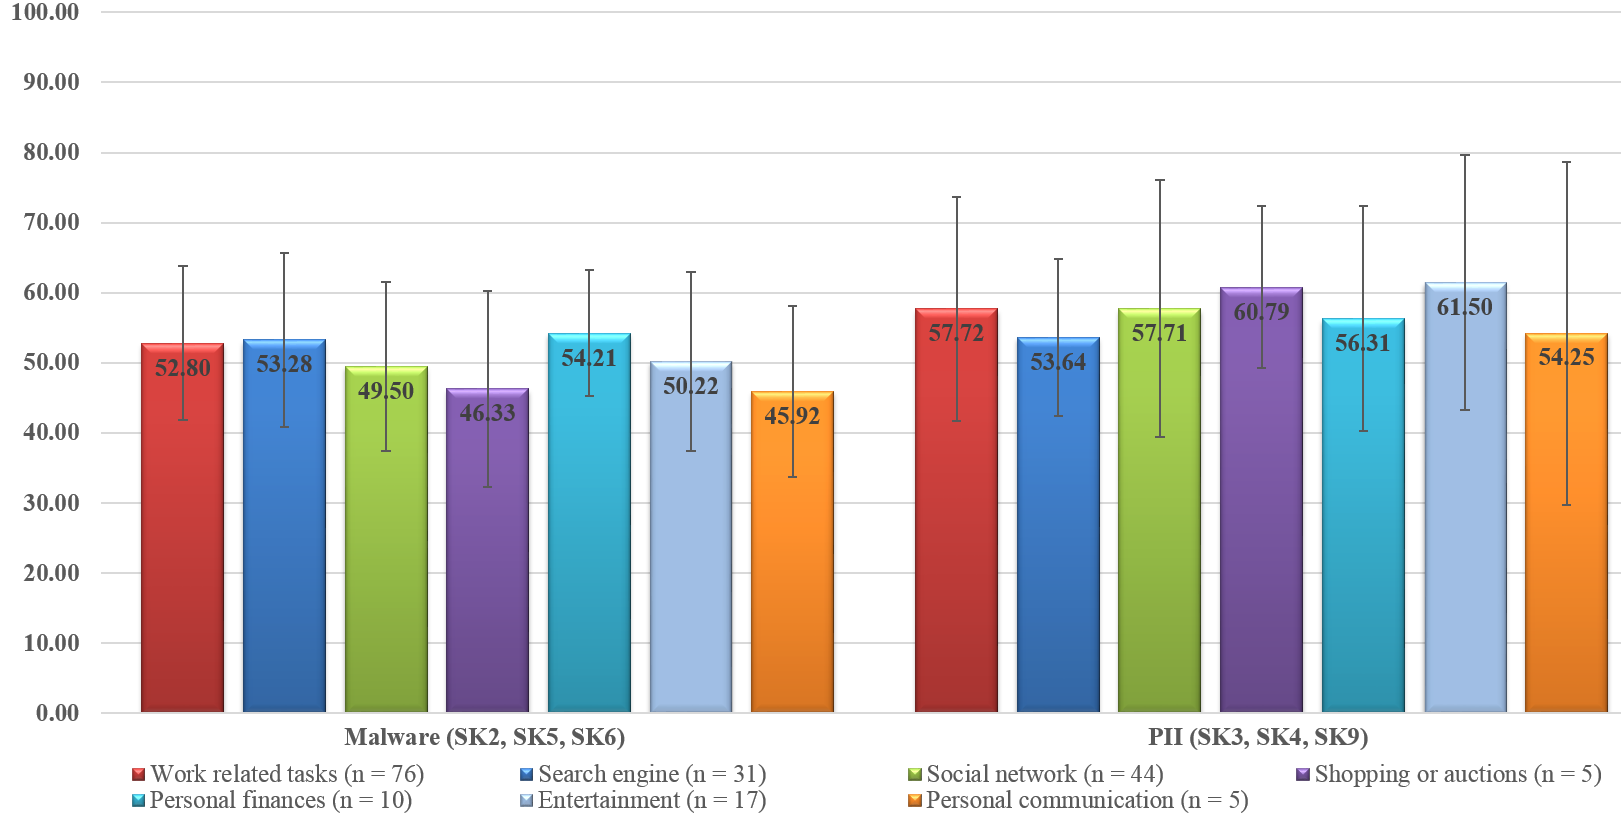 100.00
90.00
80.00
70.00
60.00
50.00
40.00
30.00
20.00
10.00
0.00
52.80
53.28
49.50
46.33
54.21
50.22
45.92
57.72
53.64
57.71
60.79
56.31
61.50
54.25
Malware (SK2, SK5, SK6)
PII (SK3, SK4, SK9)
Work related tasks (n = 76)
Search engine (n = 31)
Social network (n = 44)
Shopping or auctions (n = 5)
Personal finances (n = 10)
Entertainment (n = 17)
Personal communication (n = 5)